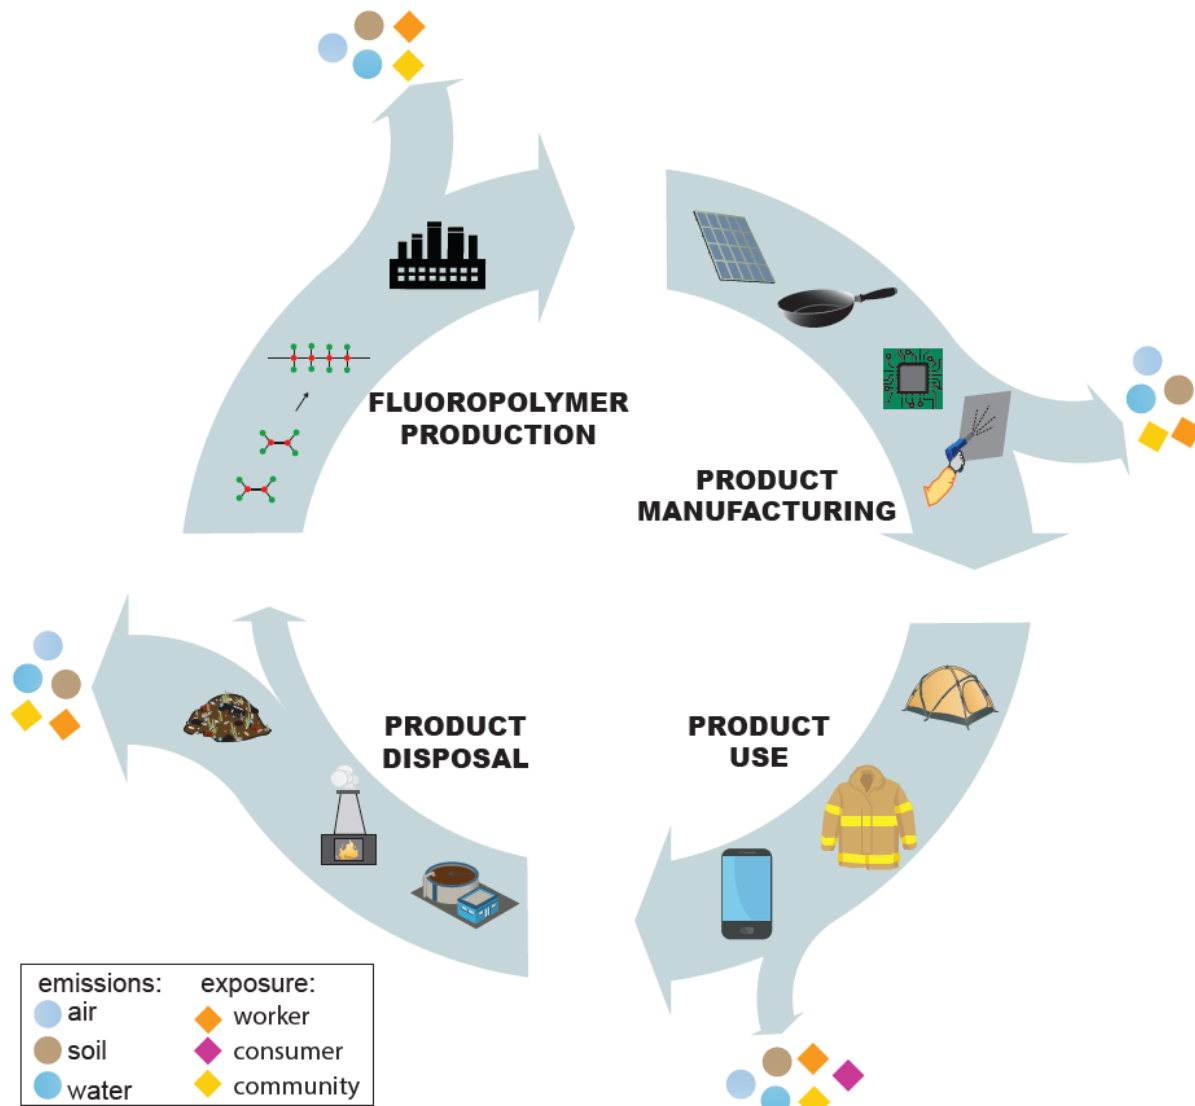 FLUOROPOLYMER
PRODUCTION
PRODUCT
MANUFACTURING
PRODUCT
USE
PRODUCT
DISPOSAL
emissions:
air
soil
water
exposure:
worker
consumer
community